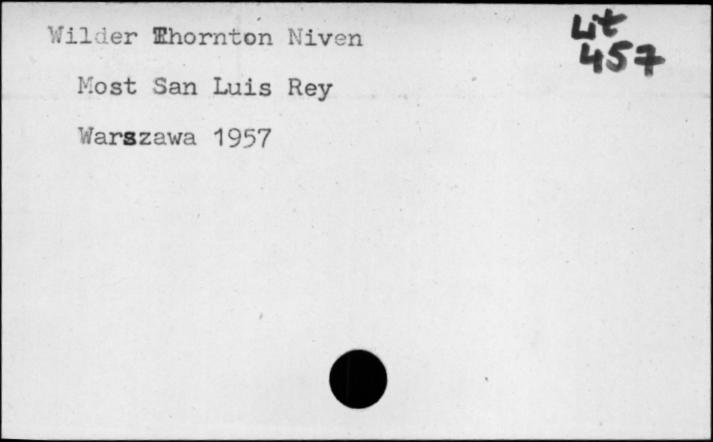 Wilder Thornton Niven
Lit
457
Most San Luis Rey
Warszawa 1957